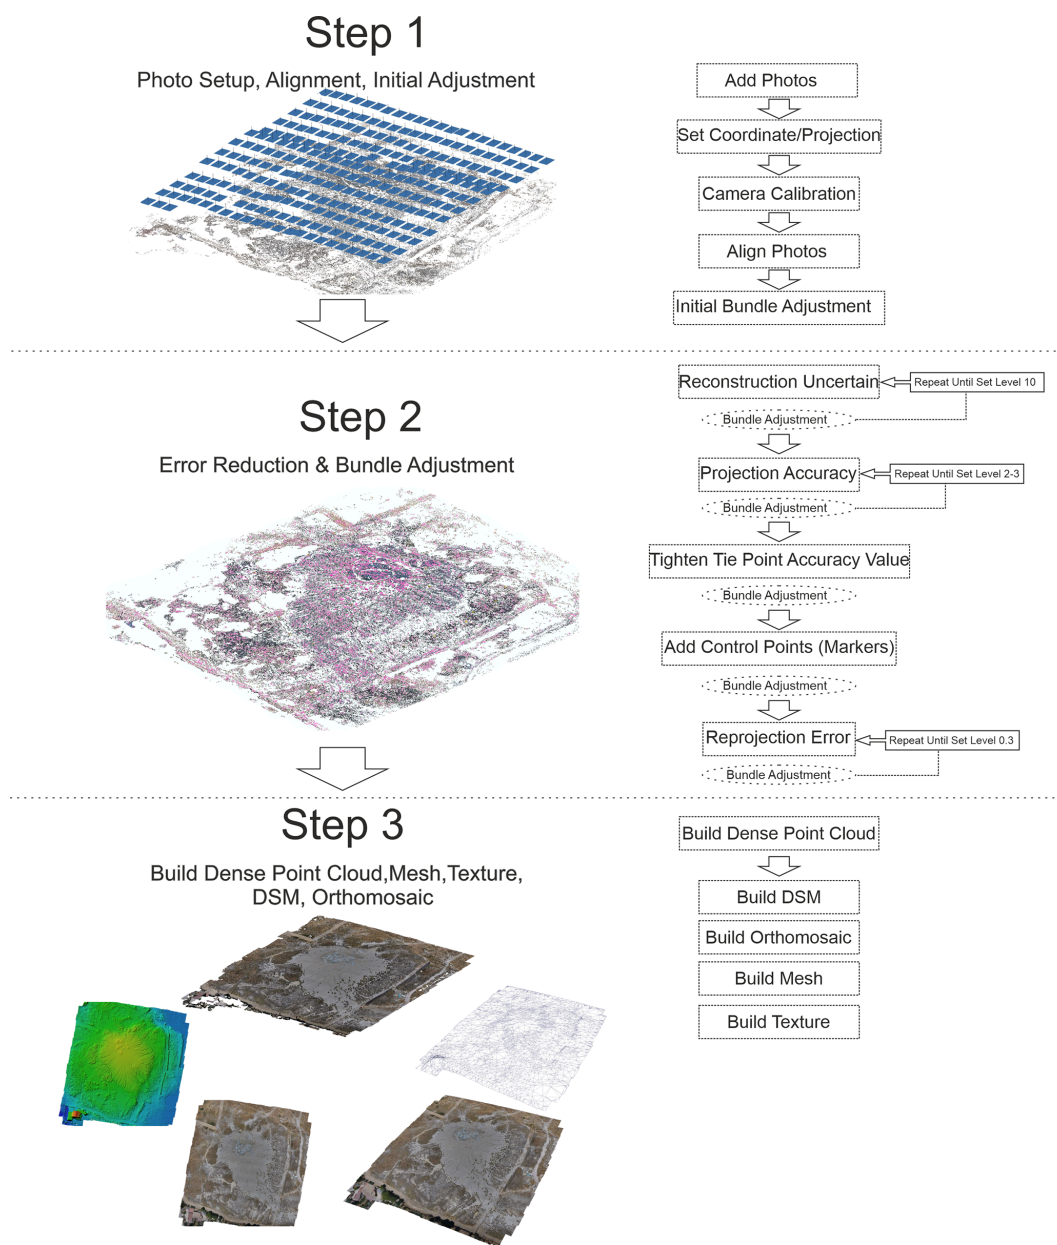 Step 1
Photo Setup, Alignment, Initial Adjustment
Add Photos
Set Coordinate/Projection
Camera Calibration
Align Photos
Initial Bundle Adjustment
Step 2
Error Reduction & Bundle Adjustment
Reconstruction Uncertain
Repeat Until Set Level 10
Bundle Adjustment
Projection Accuracy
Repeat Until Set Level 2-3
Bundle Adjustment
Tighten Tie Point Accuracy Value
Bundle Adjustment
Add Control Points (Markers)
Bundle Adjustment
Reprojection Error
Repeat Until Set Level 0.3
Bundle Adjustment
Step 3
Build Dense Point Cloud,Mesh,Texture,
DSM, Orthomosaic
Build Dense Point Cloud
Build DSM
Build Orthomosaic
Build Mesh
Build Texture